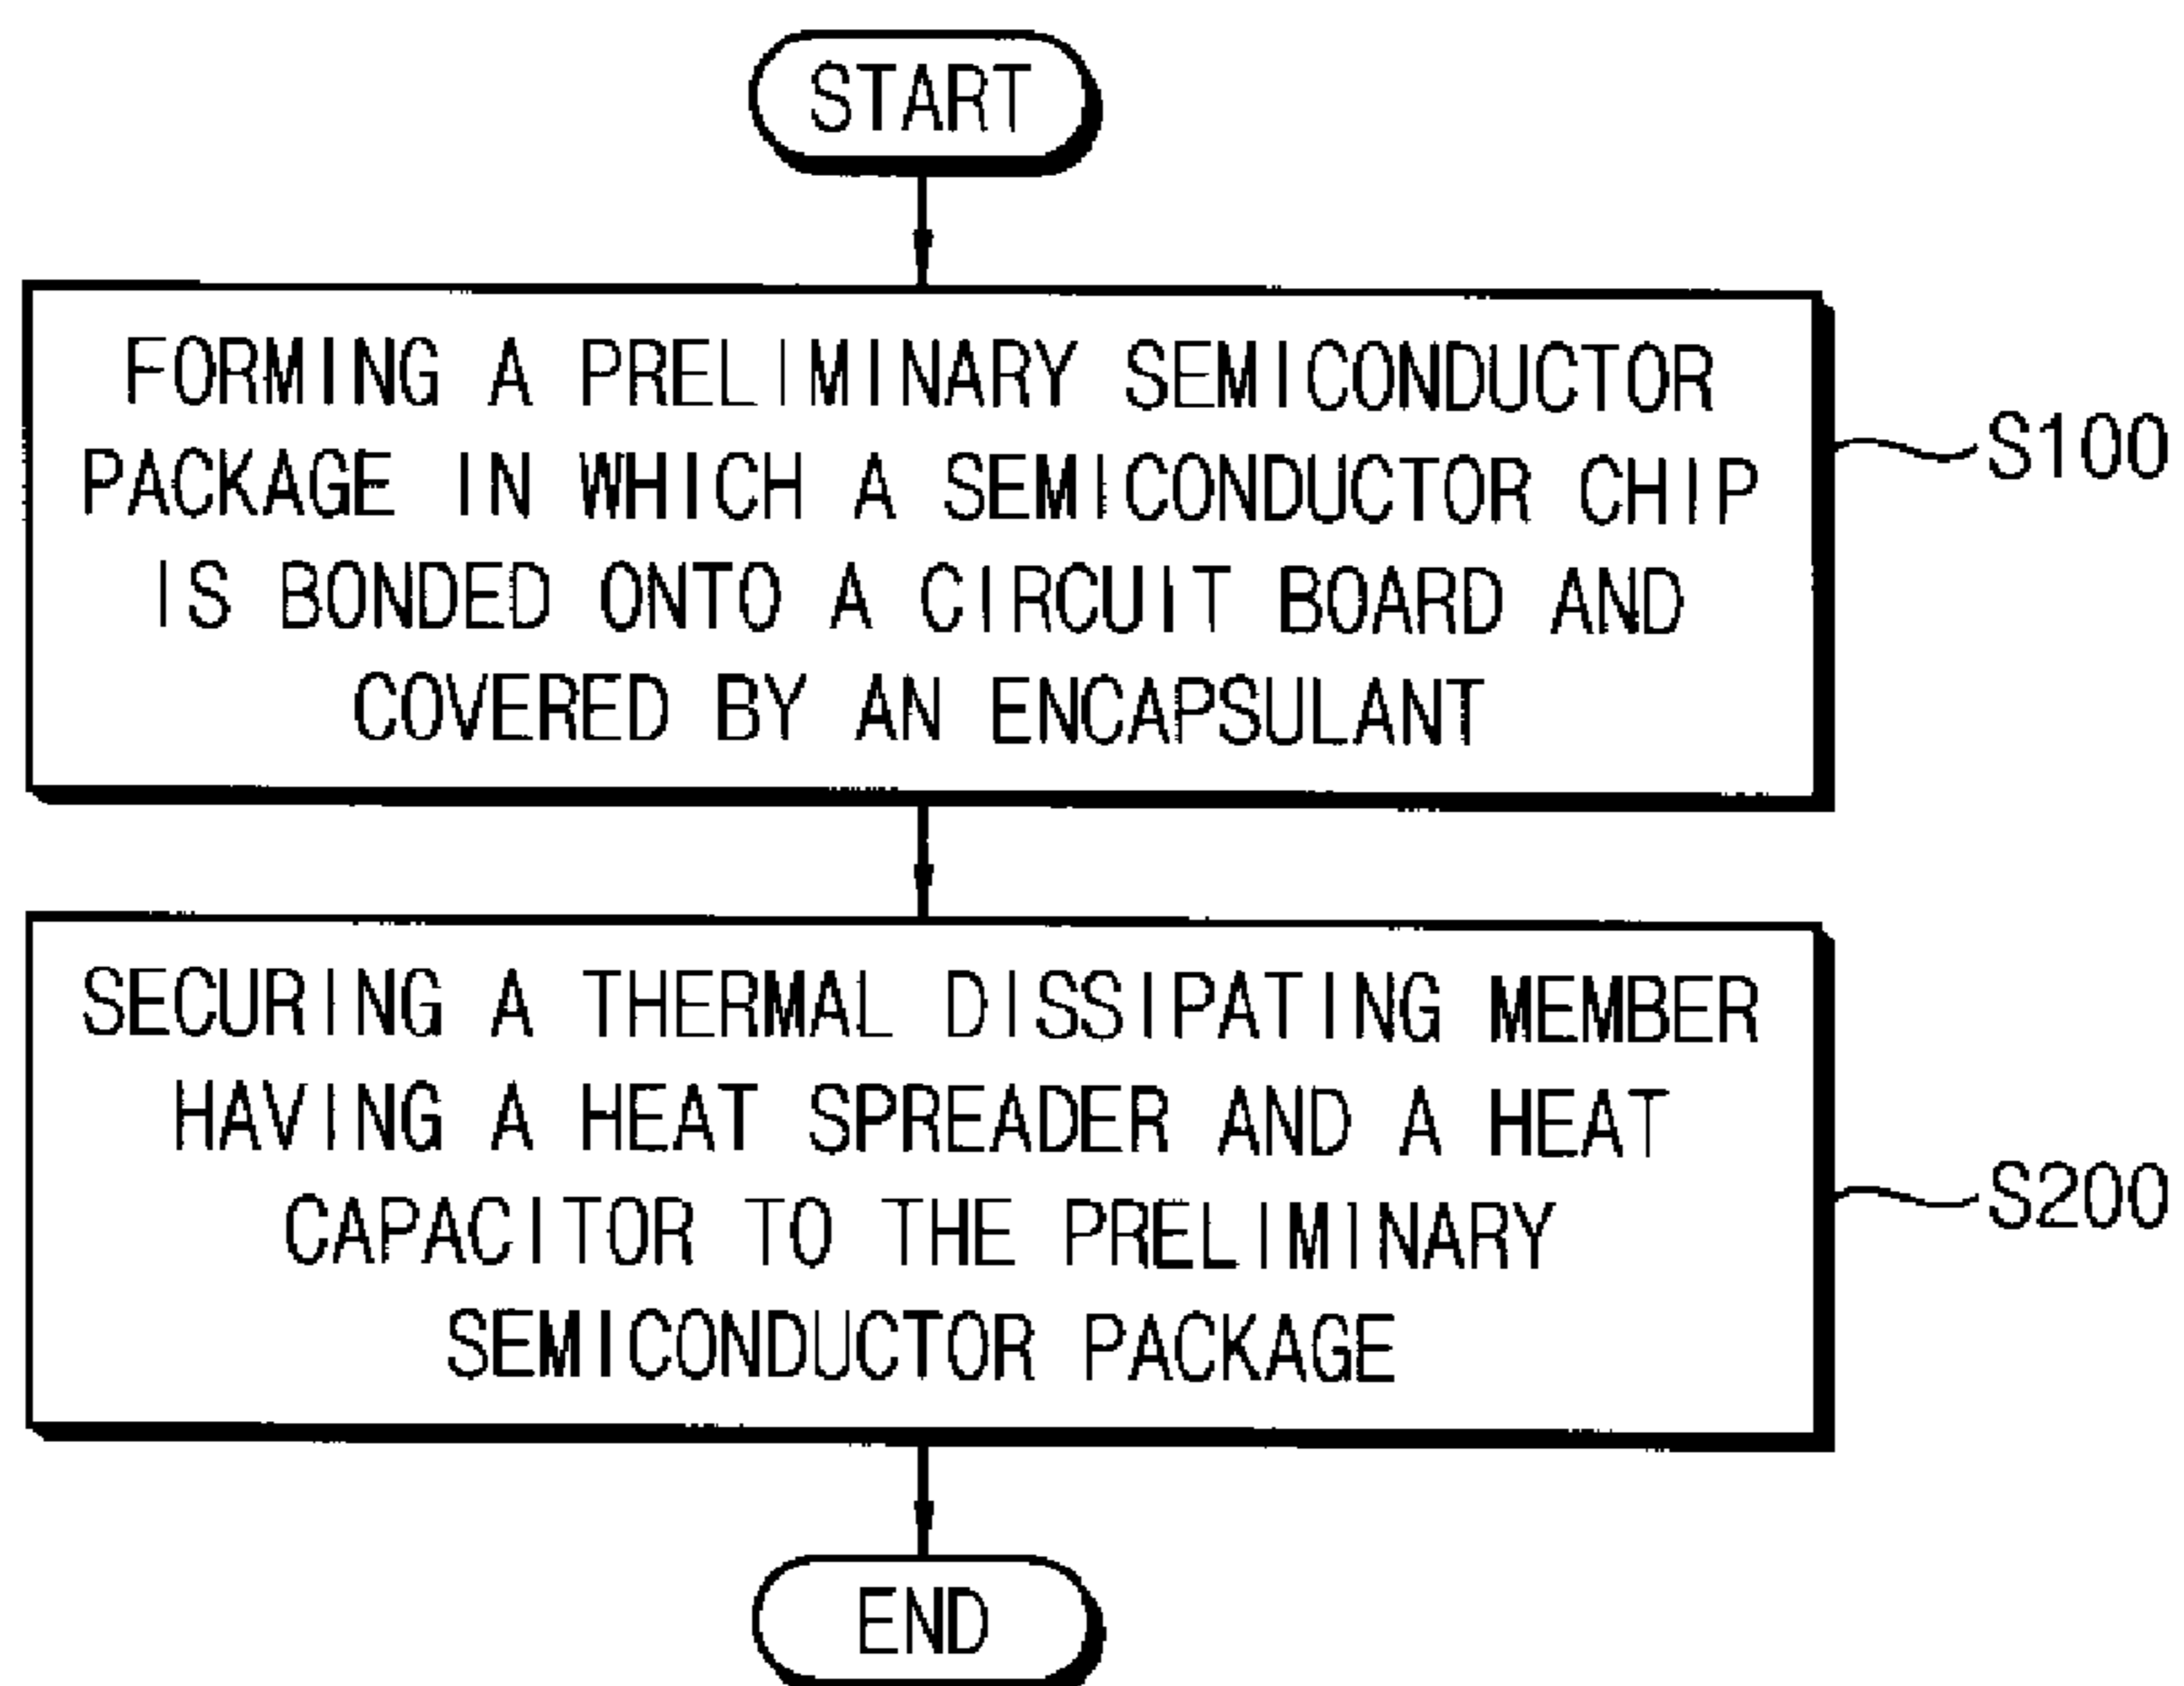 START
FORMING A PRELIMINARY SEMICONDUCTOR
PACKAGE IN WHICH A SEMICONDUCTOR CHIP
IS BONDED ONTO A CIRCUIT BOARD AND
COVERED BY AN ENCAPSULANT
S100
SECURING A THERMAL DISSIPATING MEMBER
HAVING A HEAT SPREADER AND A HEAT
CAPACITOR TO THE PRELIMINARY
SEMICONDUCTOR PACKAGE
S200
END